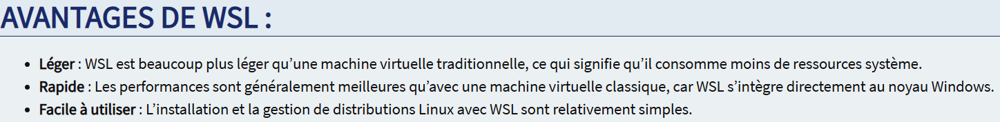 AVANTAGES DE WSL :
• Léger : WSL est beaucoup plus léger qu’une machine virtuelle traditionnelle, ce qui signifie qu’il consomme moins de ressources système.
• Rapide : Les performances sont généralement meilleures qu’avec une machine virtuelle classique, car WSL s’intègre directement au noyau Windows.
• Facile à utiliser : L’installation et la gestion de distributions Linux avec WSL sont relativement simples.